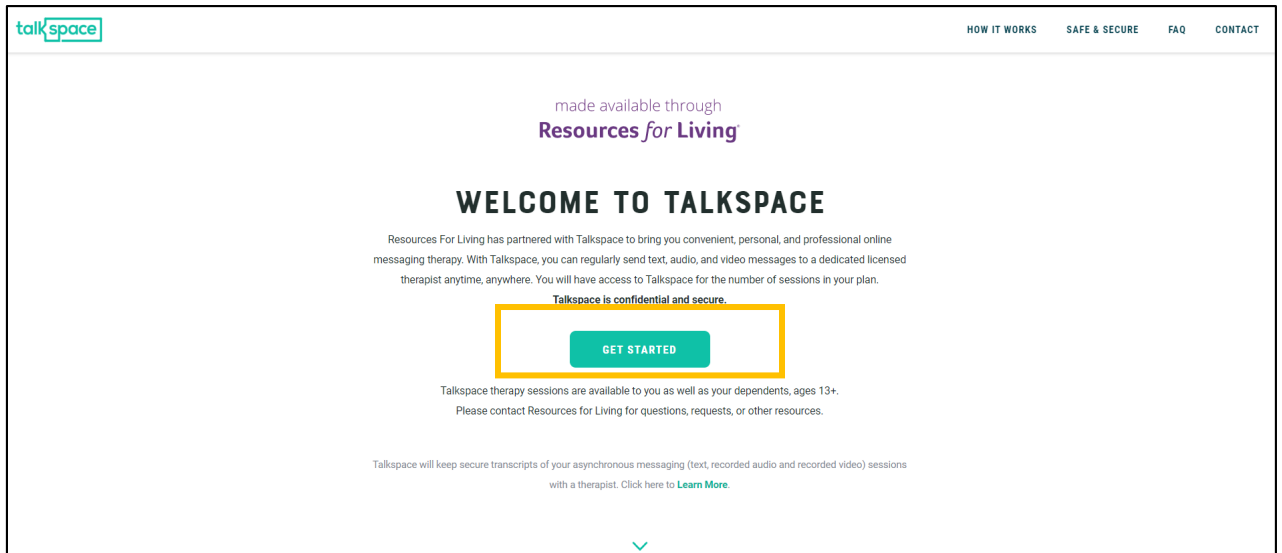 talkspace
HOW IT WORKS SAFE & SECURE FAQ CONTACT
made available through
Resources for Living®
WELCOME TO TALKSPACE
Resources For Living has partnered with Talkspace to bring you convenient, personal, and professional online
messaging therapy. With Talkspace, you can regularly send text, audio, and video messages to a dedicated licensed
therapist anytime, anywhere. You will have access to Talkspace for the number of sessions in your plan.
Talkspace is confidential and secure.
GET STARTED
Talkspace therapy sessions are available to you as well as your dependents, ages 13+.
Please contact Resources for Living for questions, requests, or other resources.
Talkspace will keep secure transcripts of your asynchronous messaging (text, recorded audio and recorded video) sessions
with a therapist. Click here to Learn More.